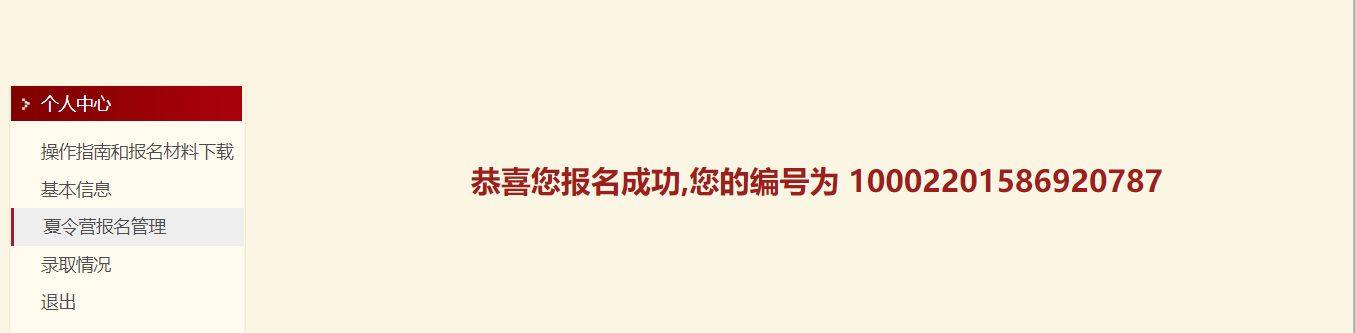 个人中心
操作指南和报名材料下载
基本信息
夏令营报名管理
录取情况
退出
恭喜您报名成功,您的编号为 10002201586920787